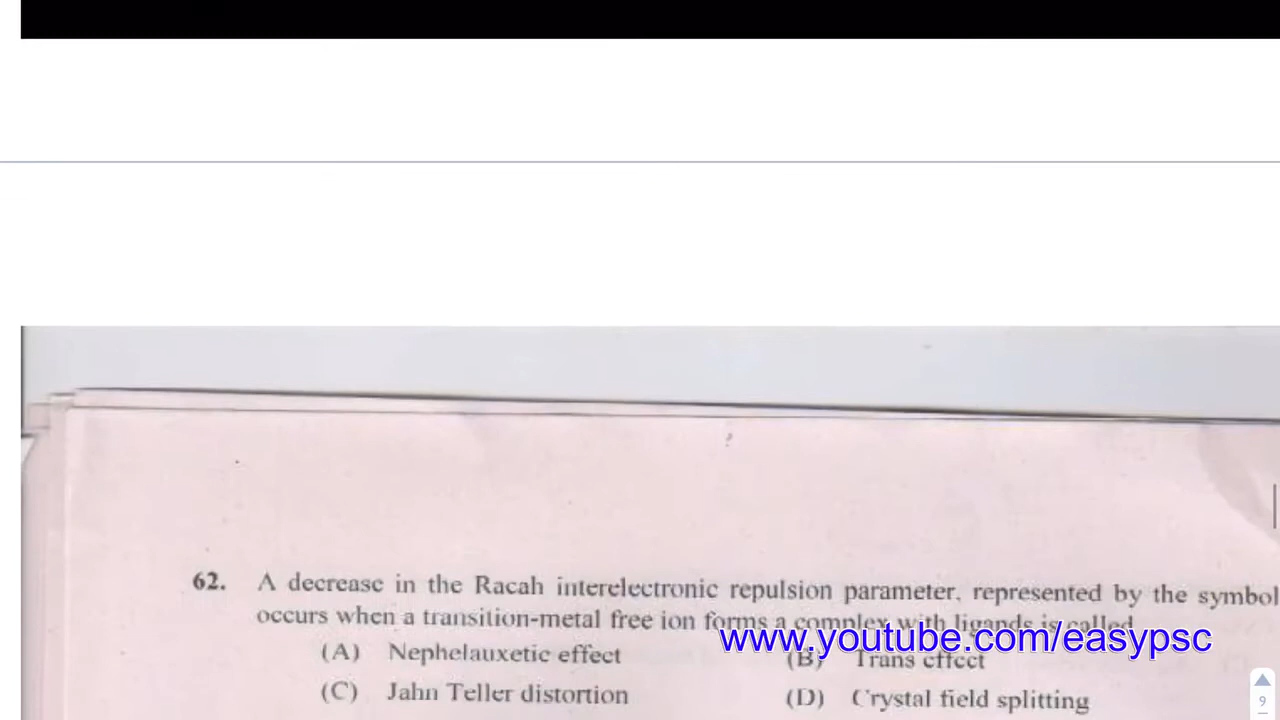 62. A decrease in the Racah interelectronic repulsion parameter, represented by the symbol
occurs when a transition-metal free ion forms a complex with ligands is called
www.youtube.com/easypsc
(A) Nephelauxetic effect (B) Trans effect
(C) Jahn Teller distortion (D) Crystal field splitting
9